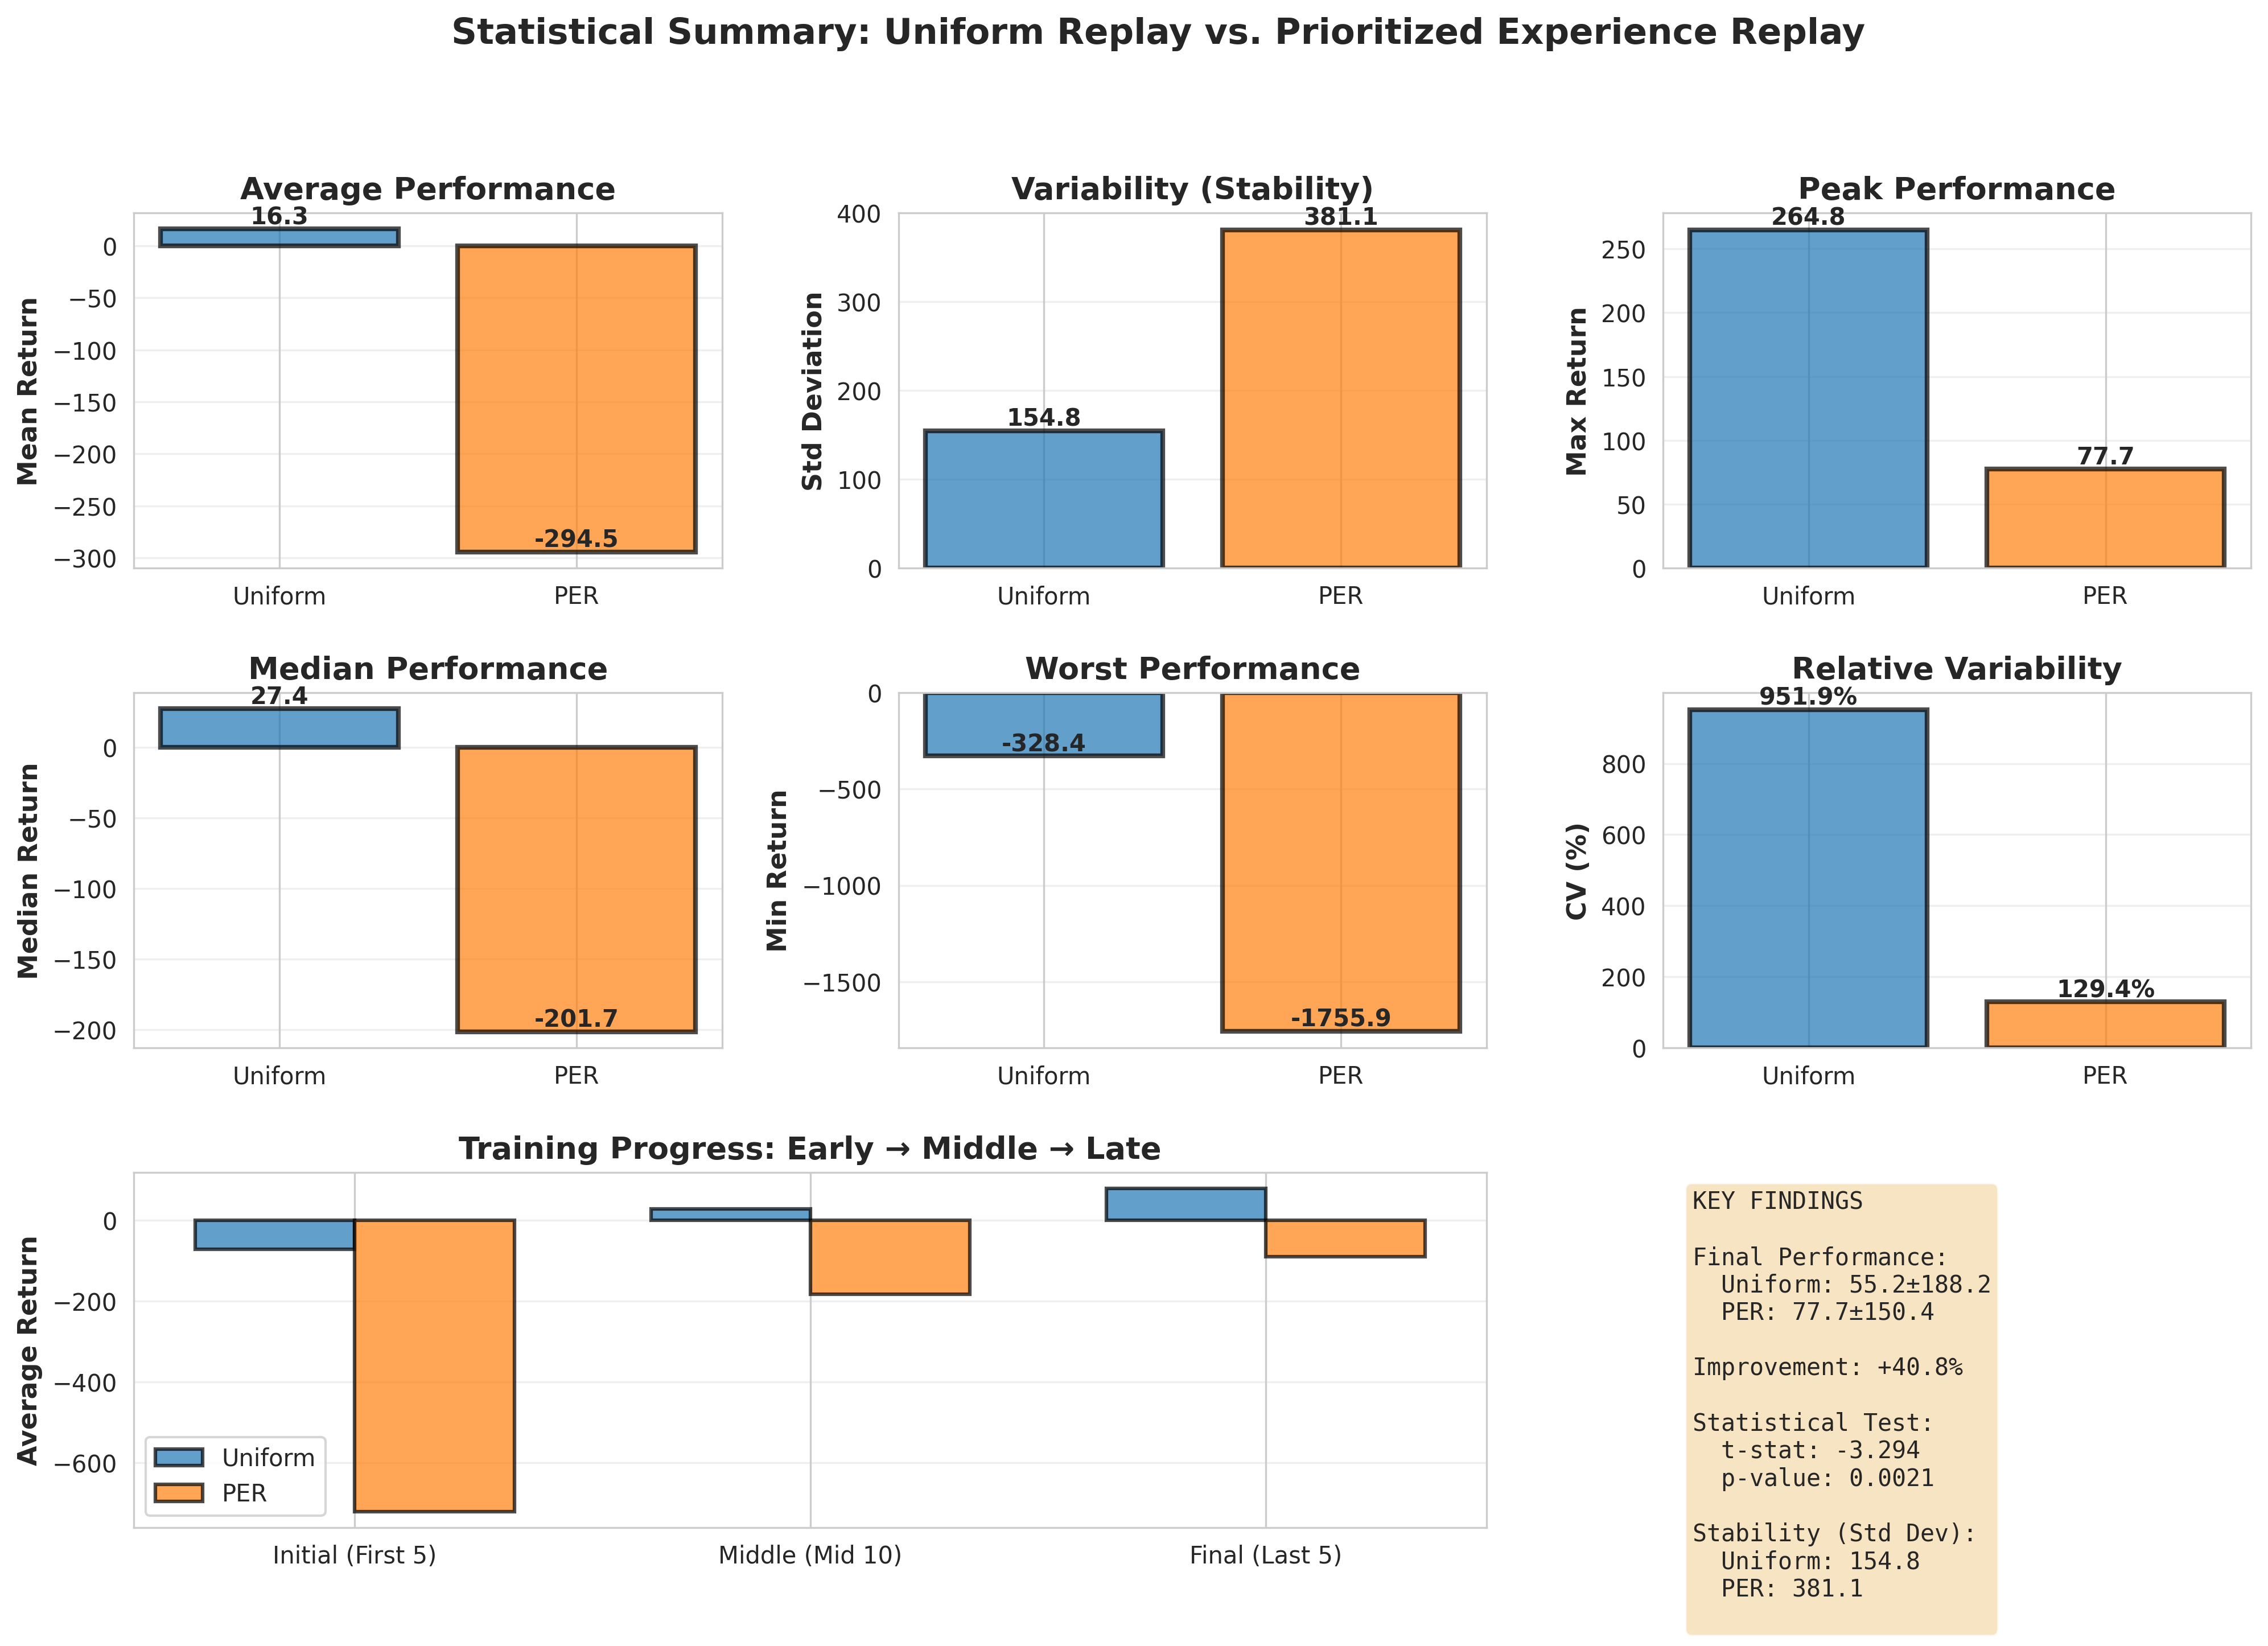 Statistical Summary: Uniform Replay vs. Prioritized Experience Replay
Average Performance
Mean Return
0
−50
−100
−150
−200
−250
−300
16.3
-294.5
Uniform
PER
Variability (Stability)
Std Deviation
400
300
200
100
0
154.8
381.1
Uniform
PER
Peak Performance
Max Return
250
200
150
100
50
0
264.8
77.7
Uniform
PER
Median Performance
Median Return
0
−50
−100
−150
−200
27.4
-201.7
Uniform
PER
Worst Performance
Min Return
0
−500
−1000
−1500
-328.4
-1755.9
Uniform
PER
Relative Variability
CV (%)
800
600
400
200
0
951.9%
129.4%
Uniform
PER
Training Progress: Early → Middle → Late
Average Return
0
−200
−400
−600
Uniform
PER
Initial (First 5)
Middle (Mid 10)
Final (Last 5)
KEY FINDINGS
Final Performance:
Uniform: 55.2±188.2
PER: 77.7±150.4
Improvement: +40.8%
Statistical Test:
t-stat: -3.294
p-value: 0.0021
Stability (Std Dev):
Uniform: 154.8
PER: 381.1